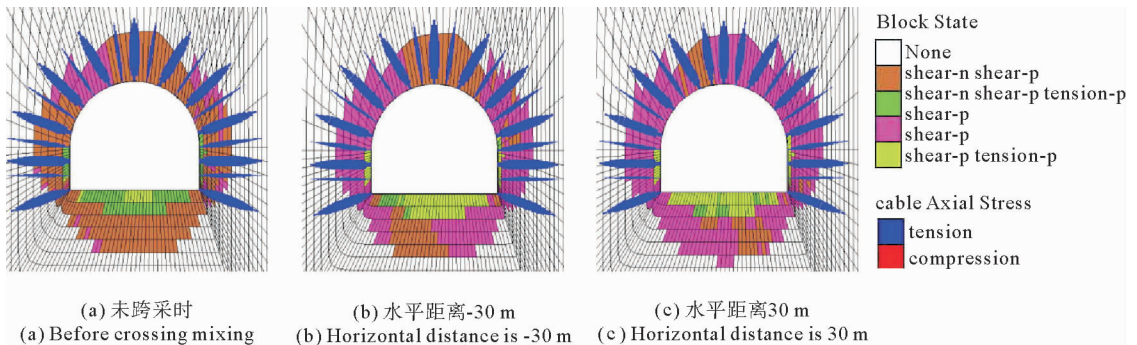 Block State
None
shear-n shear-p
shear-n shear-p tension-p
shear-p
shear-p
shear-p tension-p
cable Axial Stress
tension
compression
(a) 未跨采时
(a) Before crossing mixing
(b) 水平距离-30 m
(b) Horizontal distance is -30 m
(c) 水平距离30 m
(c) Horizontal distance is 30 m